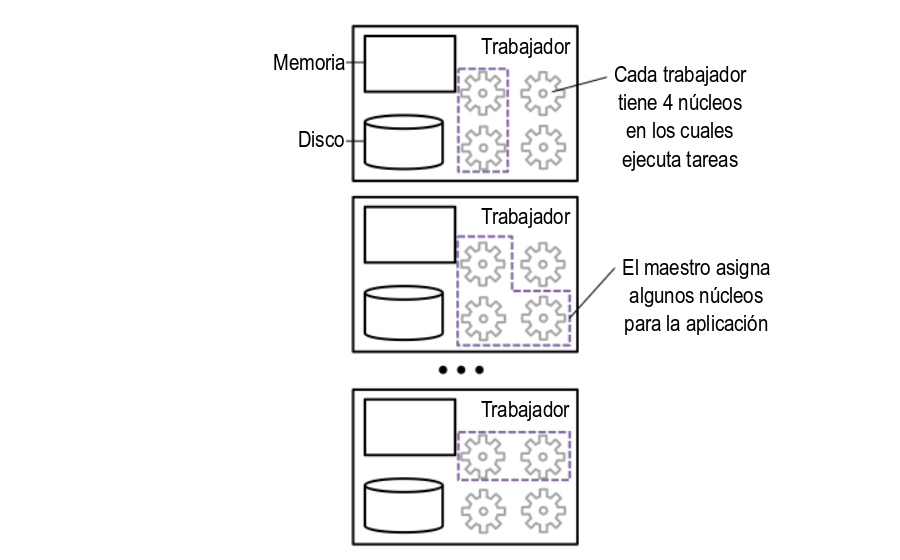 Memoria
Disco
Trabajador
Cada trabajador
tiene 4 núcleos
en los cuales
ejecuta tareas
Trabajador
El maestro asigna
algunos núcleos
para la aplicación
Trabajador